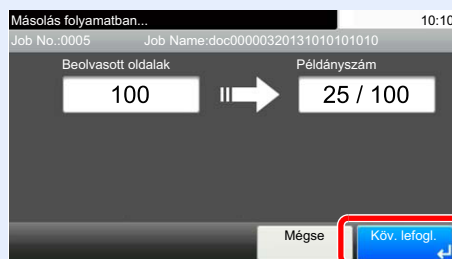 Másolás folyamatban... 10:10
Job No.:0005 Job Name:doc00000320131010101010
Beolvasott oldalak Példányszám
100 25 / 100
Mégse Köv. lefogl.